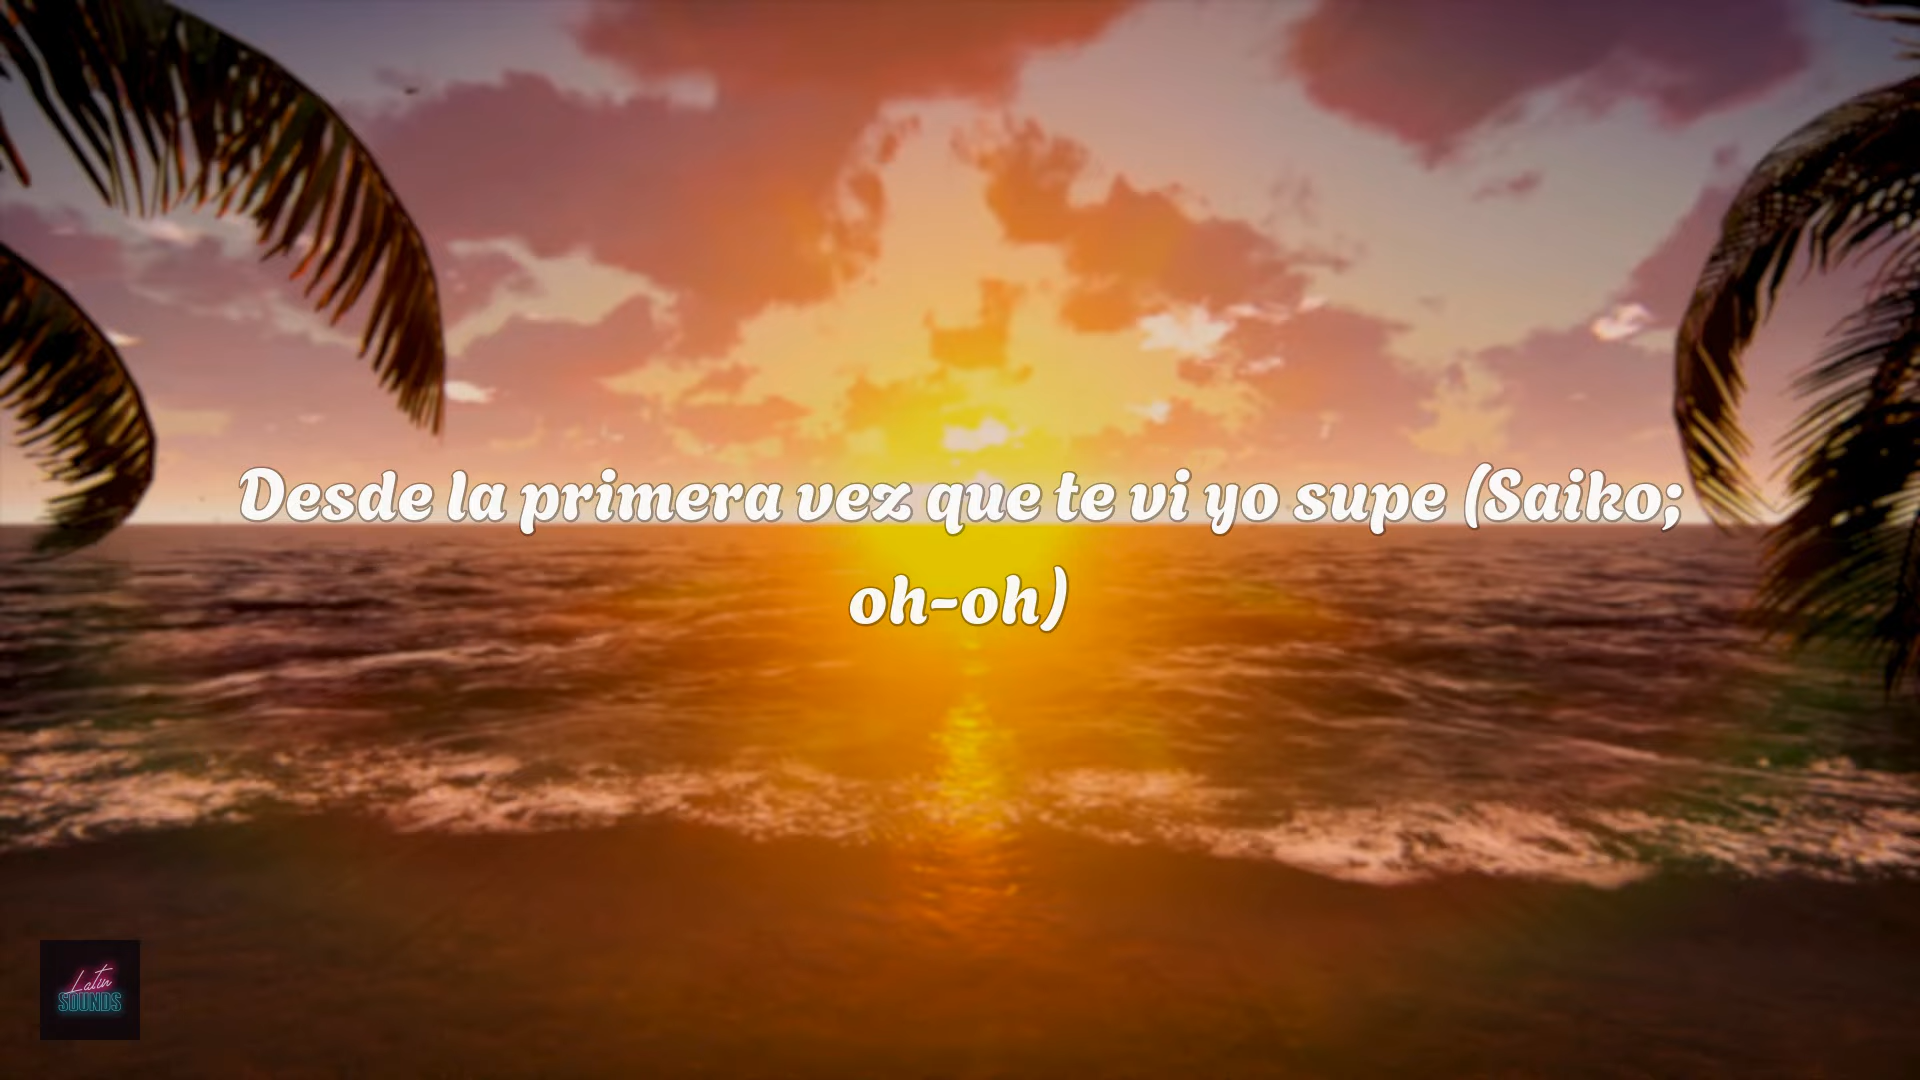 Desde la primera vez que te vi yo supe (Saiko;
oh-oh)
Latin
SOUNDS